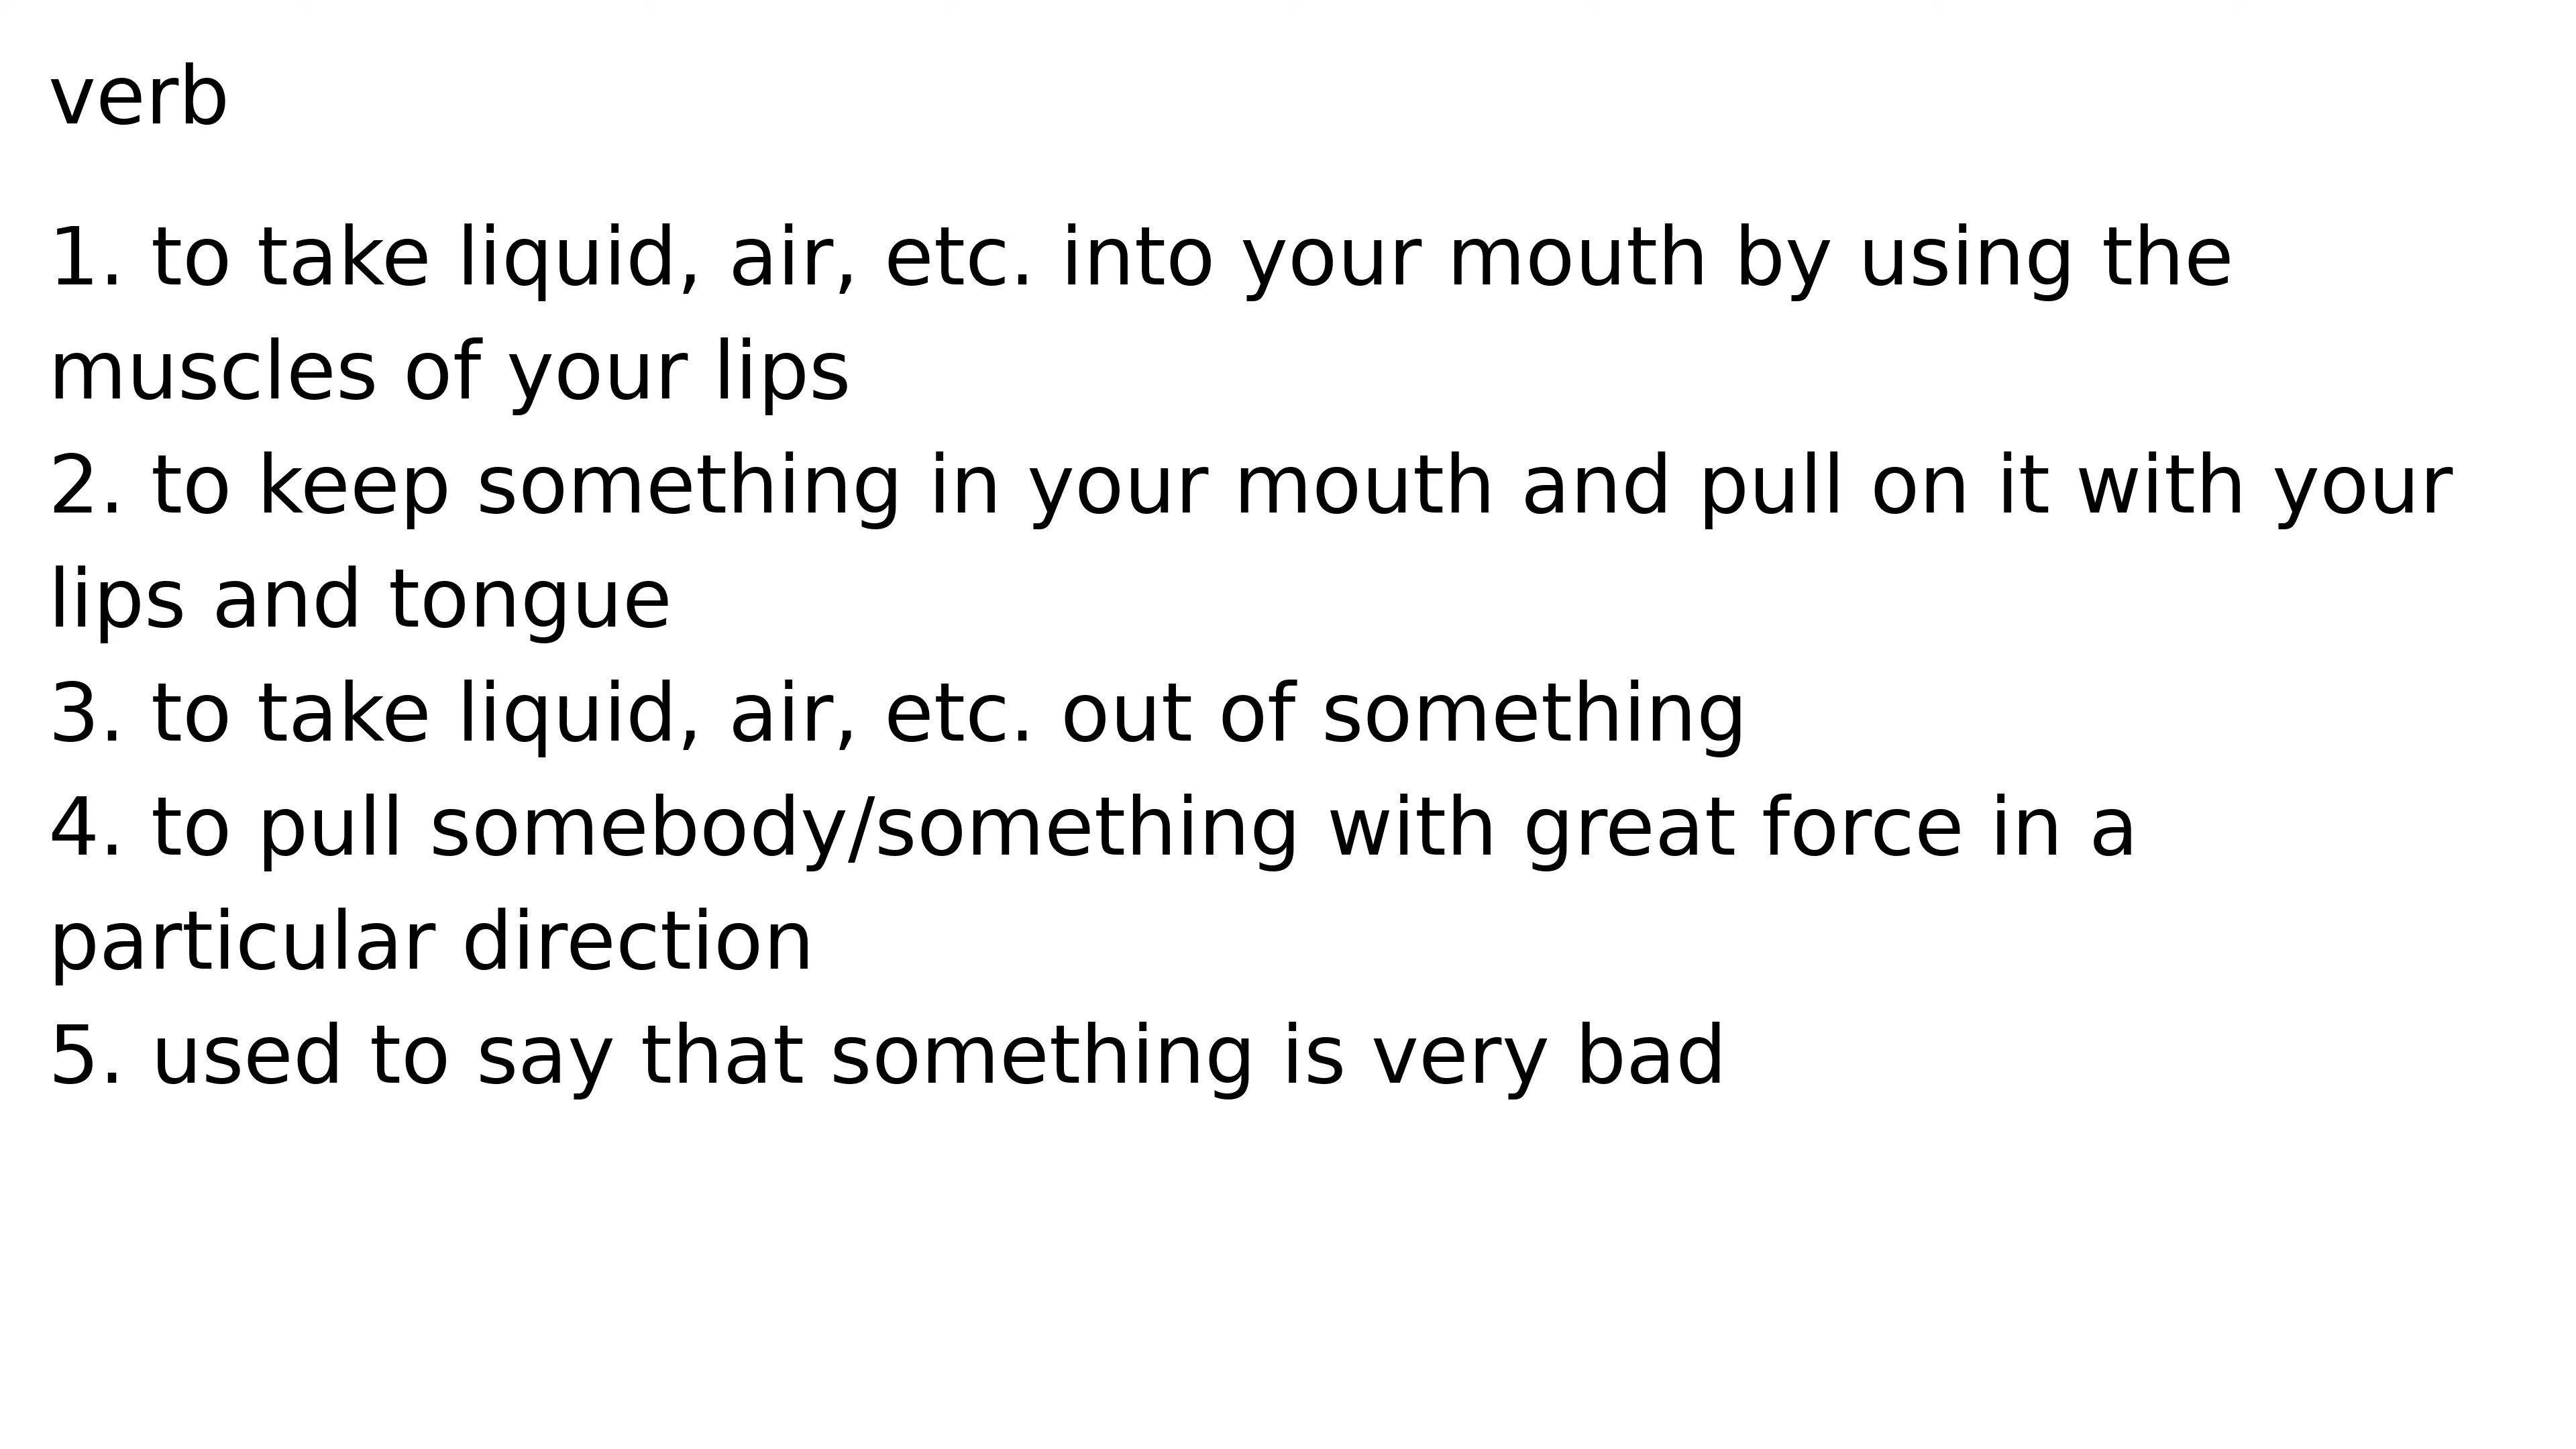 verb
1. to take liquid, air, etc. into your mouth by using the
muscles of your lips
2. to keep something in your mouth and pull on it with your
lips and tongue
3. to take liquid, air, etc. out of something
4. to pull somebody/something with great force in a
particular direction
5. used to say that something is very bad